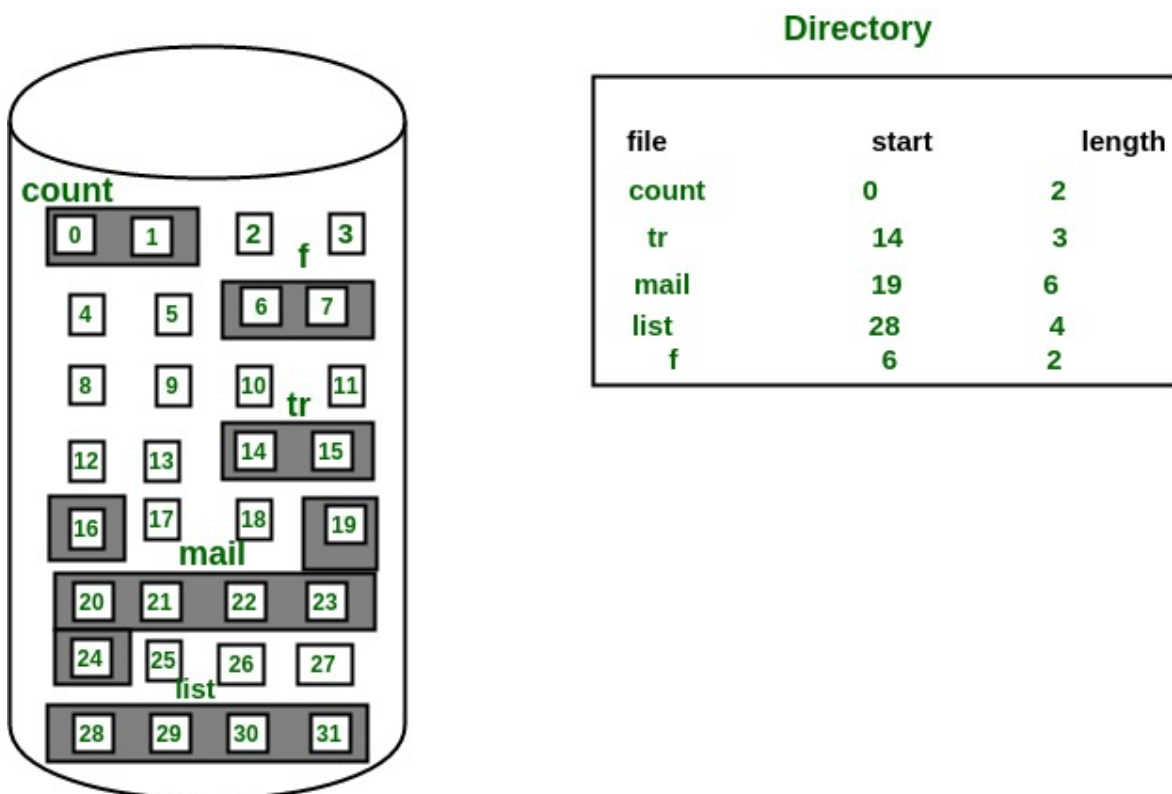 Directory
file start length
count 0 2
tr 14 3
mail 19 6
list 28 4
f 6 2
count
0 1 2 3
f
4 5 6 7
8 9 10 11
tr
12 13 14 15
16 17 18 19
mail
20 21 22 23
24 25 26 27
list
28 29 30 31